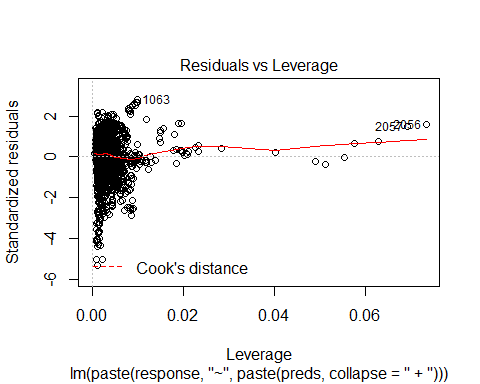 Residuals vs Leverage
Standardized residuals
2
0
-2
-4
-6
1063
2056
Cook's distance
0.00
0.02
0.04
0.06
Leverage
lm(paste(response, "~", paste(preds, collapse = " + ")))